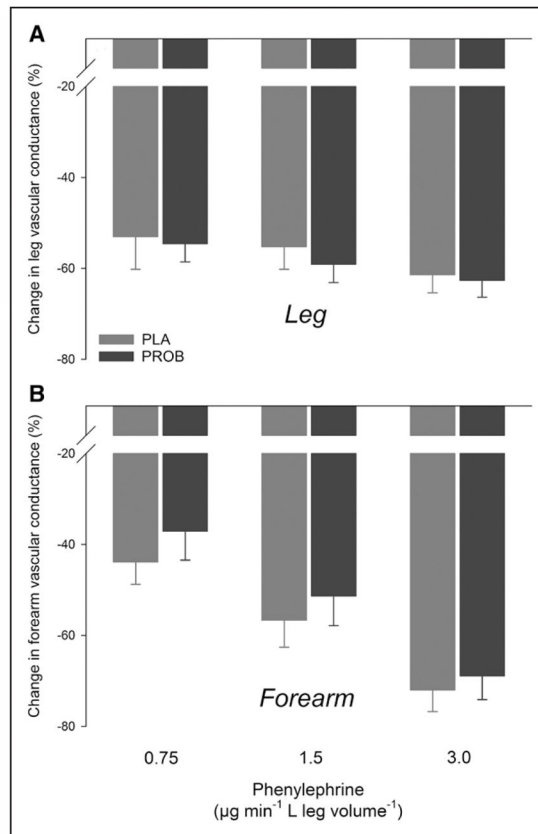 A
Change in leg vascular conductance (%)
-20
-40
-60
-80
Leg
PLA
PROB
B
Change in forearm vascular conductance (%)
-20
-40
-60
-80
Forearm
0.75 1.5 3.0
Phenylephrine
(µg min⁻¹ L leg volume⁻¹)